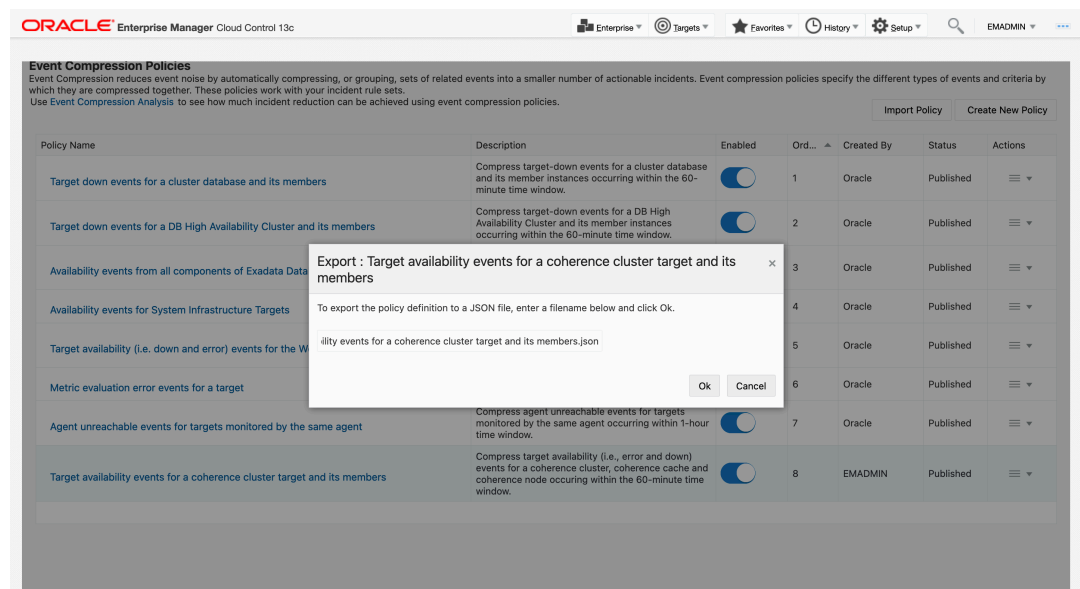 ORACLE Enterprise Manager Cloud Control 13c
Enterprise
Targets
Favorites
History
Setup
EMADMIN
Event Compression Policies
Event Compression reduces event noise by automatically compressing, or grouping, sets of related events into a smaller number of actionable incidents. Event compression policies specify the different types of events and criteria by
which they are compressed together. These policies work with your incident rule sets.
Use Event Compression Analysis to see how much incident reduction can be achieved using event compression policies.
Import Policy
Create New Policy
Policy Name
Description
Enabled
Ord...
Created By
Status
Actions
Target down events for a cluster database and its members
Compress target-down events for a cluster database
and its member instances occurring within the 60-
minute time window.
1
Oracle
Published
Target down events for a DB High Availability Cluster and its members
Compress target-down events for a DB High
Availability Cluster and its member instances
occurring within the 60-minute time window.
2
Oracle
Published
Availability events from all components of Exadata Data
3
Oracle
Published
Availability events for System Infrastructure Targets
4
Oracle
Published
Target availability (i.e. down and error) events for the W
5
Oracle
Published
Metric evaluation error events for a target
6
Oracle
Published
Export : Target availability events for a coherence cluster target and its
members
×
To export the policy definition to a JSON file, enter a filename below and click Ok.
ility events for a coherence cluster target and its members.json
Ok
Cancel
Agent unreachable events for targets monitored by the same agent
Compress agent unreachable events for targets
monitored by the same agent occurring within 1-hour
time window.
7
Oracle
Published
Target availability events for a coherence cluster target and its members
Compress target availability (i.e., error and down)
events for a coherence cluster, coherence cache and
coherence node occuring within the 60-minute time
window.
8
EMADMIN
Published